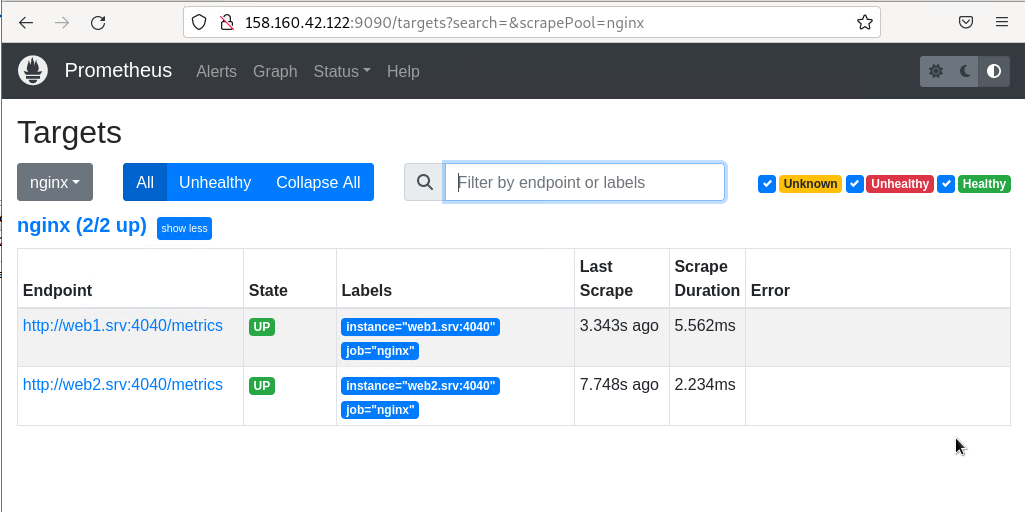 158.160.42.122:9090/targets?search=&scrapePool=nginx
Prometheus Alerts Graph Status Help
Targets
nginx All Unhealthy Collapse All Filter by endpoint or labels Unknown Unhealthy Healthy
nginx (2/2 up) show less
Endpoint State Labels Last Scrape Scrape Duration Error
http://web1.srv:4040/metrics UP instance="web1.srv:4040" 3.343s ago 5.562ms
job="nginx"
http://web2.srv:4040/metrics UP instance="web2.srv:4040" 7.748s ago 2.234ms
job="nginx"